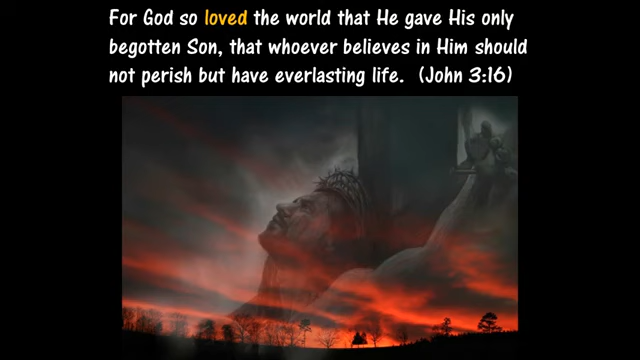 For God so loved the world that He gave His only
begotten Son, that whoever believes in Him should
not perish but have everlasting life. (John 3:16)